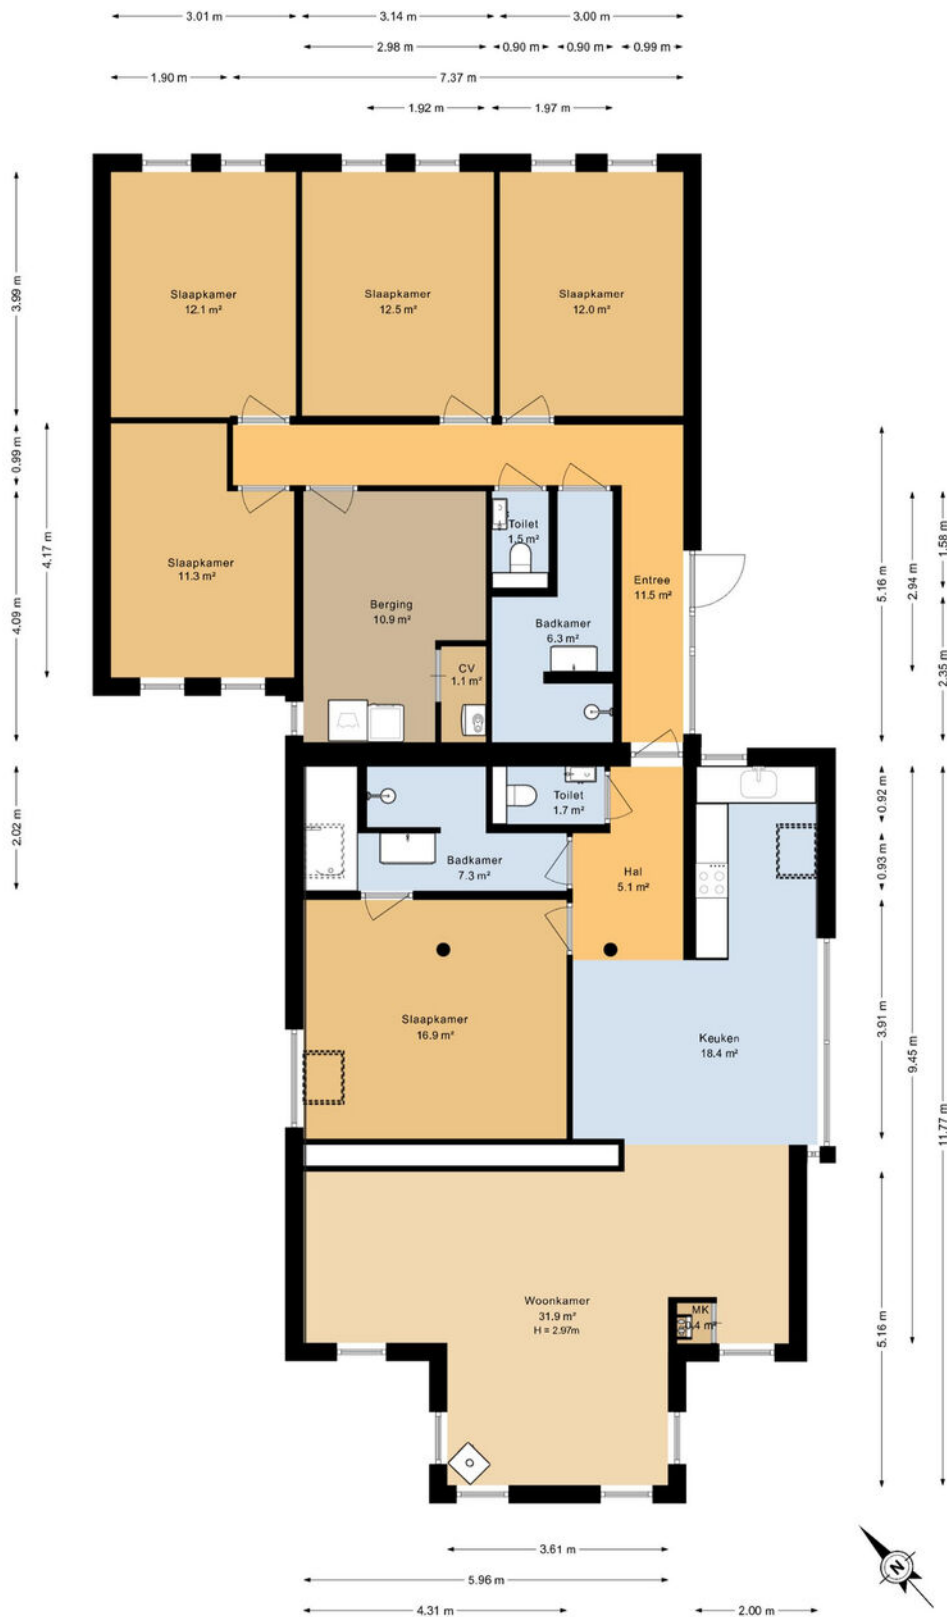 3.01 m
3.14 m
3.00 m
2.98 m
0.90 m
0.90 m
0.99 m
1.90 m
7.37 m
1.92 m
1.97 m
3.99 m
Slaapkamer
12.1 m²
Slaapkamer
12.5 m²
Slaapkamer
12.0 m²
0.99 m
4.17 m
4.09 m
Slaapkamer
11.3 m²
Berging
10.9 m²
Toilet
1.5 m²
Badkamer
6.3 m²
Entree
11.5 m²
CV
1.1 m²
5.16 m
2.94 m
1.58 m
2.35 m
2.02 m
Toilet
1.7 m²
Badkamer
7.3 m²
Hal
5.1 m²
0.92 m
0.93 m
Slaapkamer
16.9 m²
Keuken
18.4 m²
3.91 m
9.45 m
11.77 m
Woonkamer
31.9 m²
H = 2.97m
MK
0.4 m²
5.16 m
3.61 m
5.96 m
4.31 m
2.00 m
N